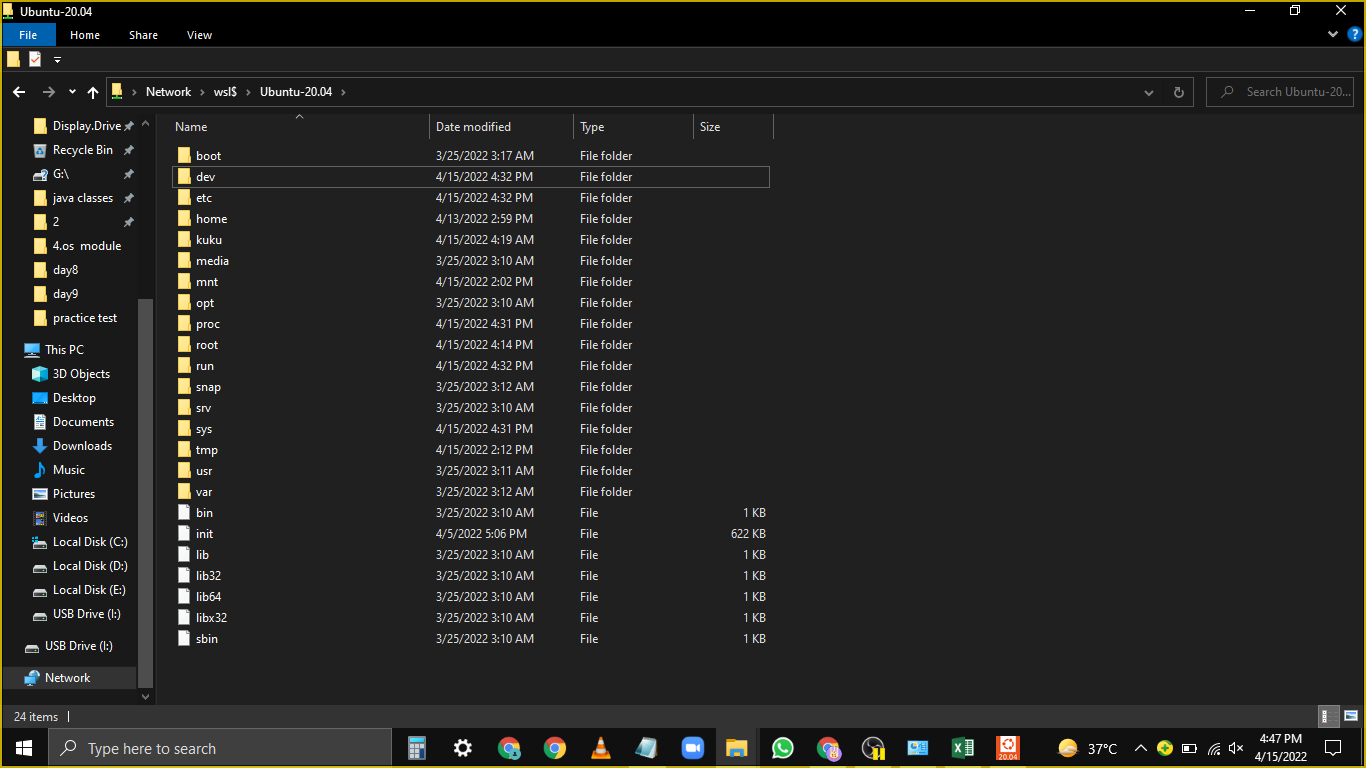 Ubuntu-20.04
File Home Share View
Network wsl$ Ubuntu-20.04 Search Ubuntu-20...
Display.Drive
Recycle Bin
G:\
java classes
2
4.os module
day8
day9
practice test
This PC
3D Objects
Desktop
Documents
Downloads
Music
Pictures
Videos
Local Disk (C:)
Local Disk (D:)
Local Disk (E:)
USB Drive (I:)
USB Drive (I:)
Network
Name Date modified Type Size
boot 3/25/2022 3:17 AM File folder
dev 4/15/2022 4:32 PM File folder
etc 4/15/2022 4:32 PM File folder
home 4/13/2022 2:59 PM File folder
kuku 4/15/2022 4:19 AM File folder
media 3/25/2022 3:10 AM File folder
mnt 4/15/2022 2:02 PM File folder
opt 3/25/2022 3:10 AM File folder
proc 4/15/2022 4:31 PM File folder
root 4/15/2022 4:14 PM File folder
run 4/15/2022 4:32 PM File folder
snap 3/25/2022 3:12 AM File folder
srv 3/25/2022 3:10 AM File folder
sys 4/15/2022 4:31 PM File folder
tmp 4/15/2022 2:12 PM File folder
usr 3/25/2022 3:11 AM File folder
var 3/25/2022 3:12 AM File folder
bin 3/25/2022 3:10 AM File 1 KB
init 4/5/2022 5:06 PM File 622 KB
lib 3/25/2022 3:10 AM File 1 KB
lib32 3/25/2022 3:10 AM File 1 KB
lib64 3/25/2022 3:10 AM File 1 KB
libx32 3/25/2022 3:10 AM File 1 KB
sbin 3/25/2022 3:10 AM File 1 KB
24 items
Type here to search 20.04 37°C 4:47 PM
4/15/2022